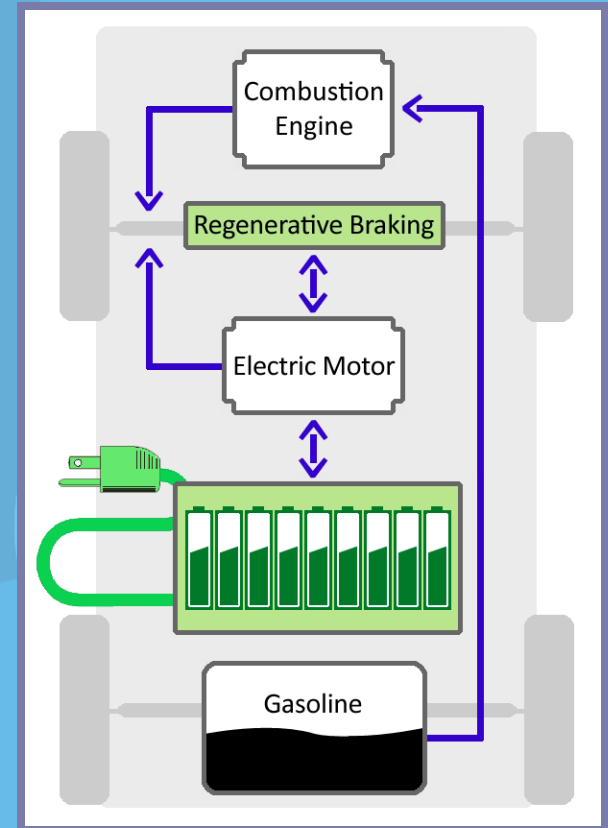 Combustion
Engine
Regenerative Braking
Electric Motor
Gasoline